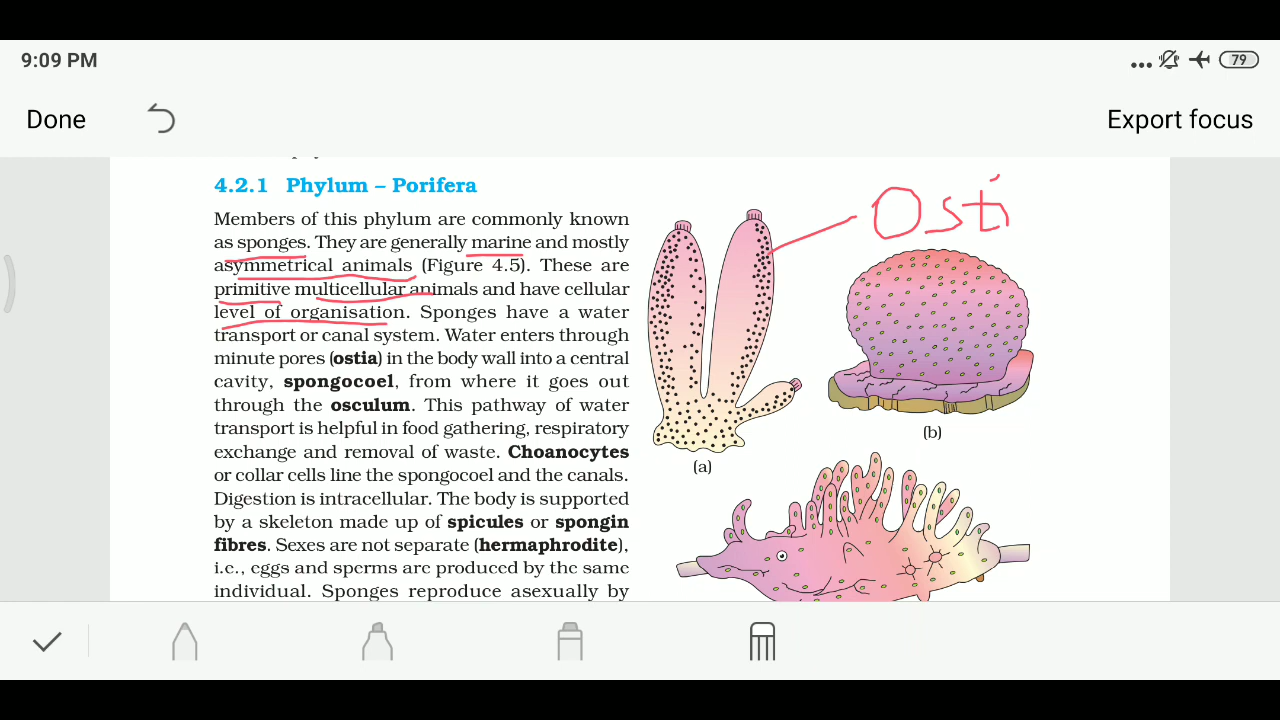 9:09 PM
79
Done
Export focus
4.2.1 Phylum – Porifera
Members of this phylum are commonly known
as sponges. They are generally marine and mostly
asymmetrical animals (Figure 4.5). These are
primitive multicellular animals and have cellular
level of organisation. Sponges have a water
transport or canal system. Water enters through
minute pores (ostia) in the body wall into a central
cavity, spongocoel, from where it goes out
through the osculum. This pathway of water
transport is helpful in food gathering, respiratory
exchange and removal of waste. Choanocytes
or collar cells line the spongocoel and the canals.
Digestion is intracellular. The body is supported
by a skeleton made up of spicules or spongin
fibres. Sexes are not separate (hermaphrodite),
i.e., eggs and sperms are produced by the same
individual. Sponges reproduce asexually by
Osti
(a)
(b)